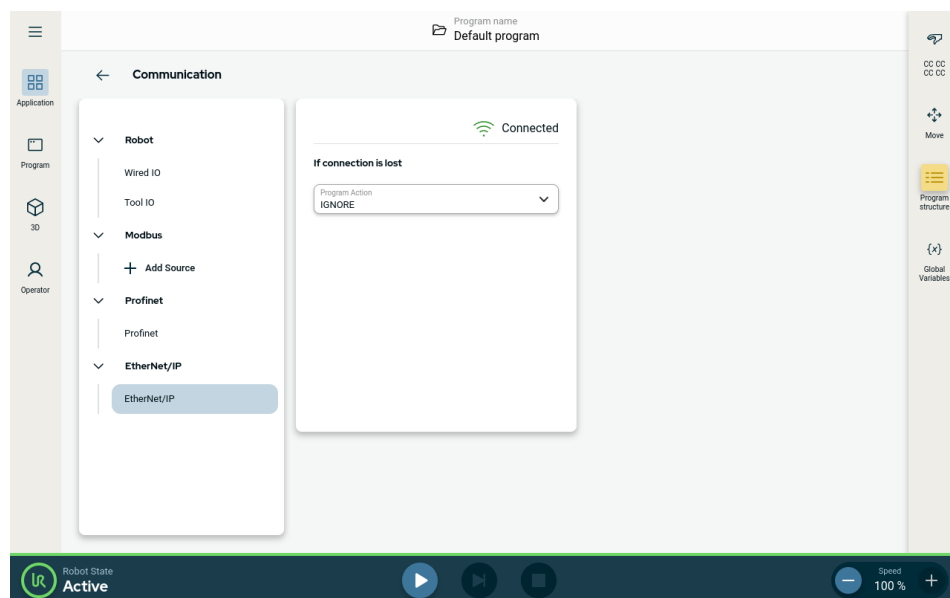 Program name
Default program
Communication
Application
Program
3D
Operator
Robot
Wired IO
Tool IO
Modbus
Add Source
Profinet
Profinet
EtherNet/IP
EtherNet/IP
Connected
If connection is lost
Program Action
IGNORE
CC CC
CC CC
Move
Program
structure
{x}
Global
Variables
UR
Robot State
Active
Speed
100 %